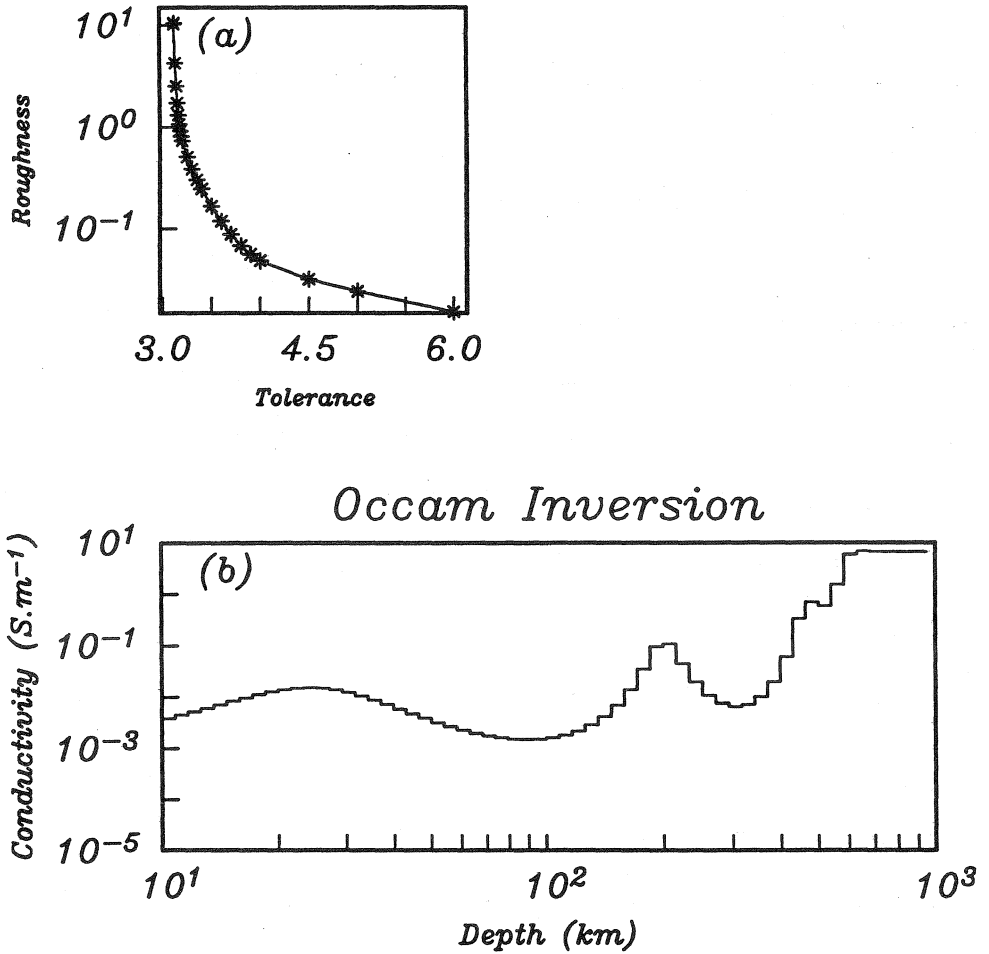 10¹
(a)
10⁰
10⁻¹
Roughness
3.0 4.5 6.0
Tolerance
Occam Inversion
10¹
(b)
10⁻¹
10⁻³
10⁻⁵
Conductivity (S.m⁻¹)
10¹ 10² 10³
Depth (km)